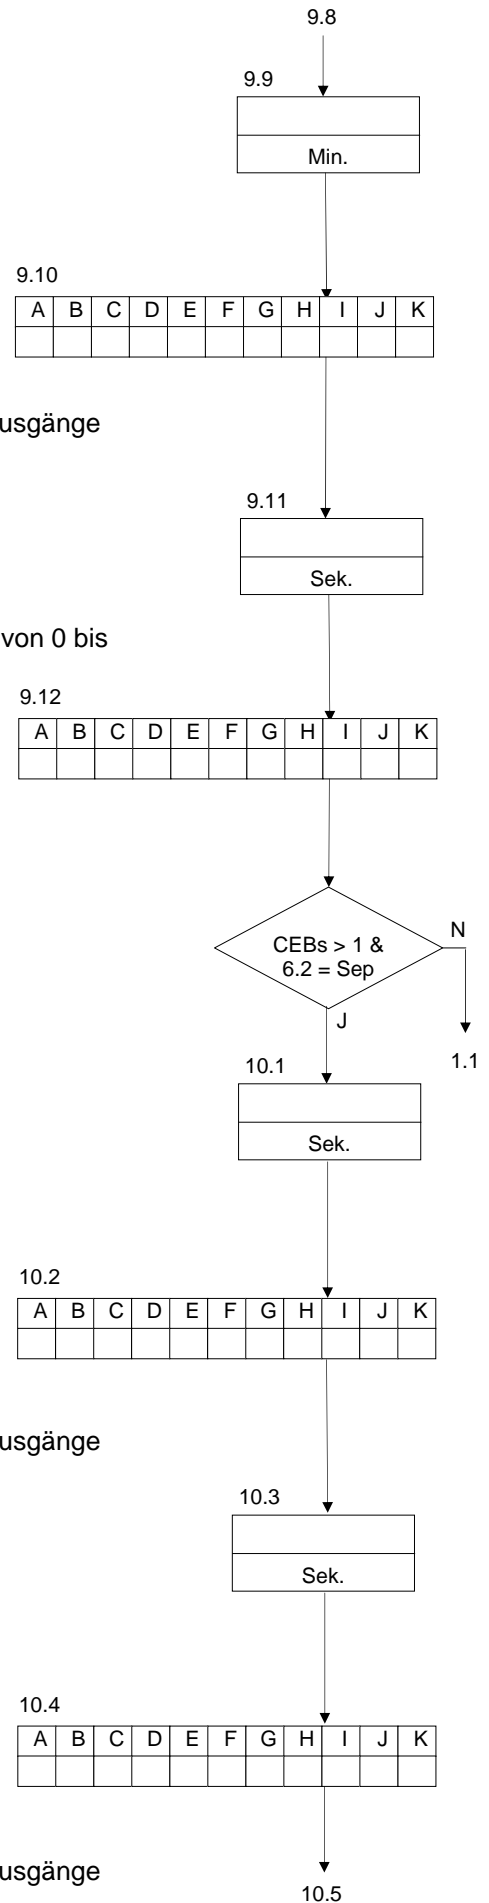 9.8
9.9
Min.
9.10
A B C D E F G H I J K
usgänge
9.11
Sek.
von 0 bis
9.12
A B C D E F G H I J K
CEBs > 1 &
6.2 = Sep
N
J
1.1
10.1
Sek.
10.2
A B C D E F G H I J K
usgänge
10.3
Sek.
10.4
A B C D E F G H I J K
usgänge
10.5